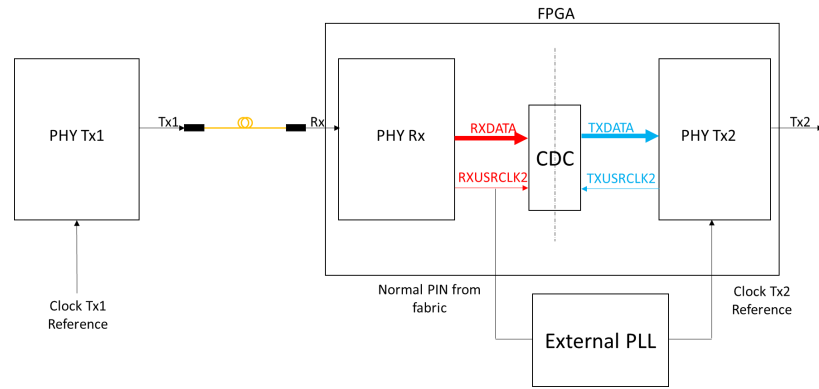 FPGA
PHY Tx1
Tx1
Rx
PHY Rx
RXDATA
RXUSRCLK2
CDC
TXDATA
TXUSRCLK2
PHY Tx2
Tx2
Clock Tx1
Reference
Normal PIN from
fabric
External PLL
Clock Tx2
Reference